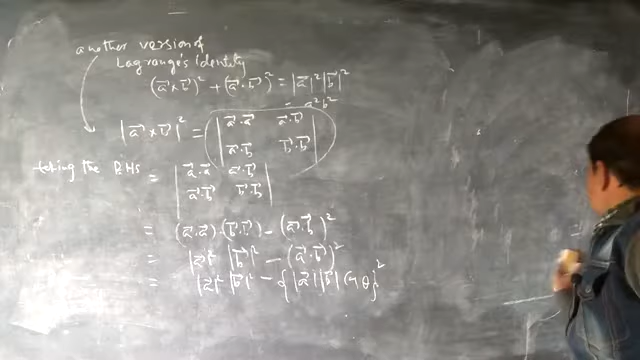 another version of
Lagrange's identity
(a⃗ × b⃗)² + (a⃗ · b⃗)² = |a⃗|² |b⃗|²
= a²b²
|a⃗ × b⃗|² = | a⃗·a⃗ a⃗·b⃗ |
| a⃗·b⃗ b⃗·b⃗ |
taking the RHS = | a⃗·a⃗ a⃗·b⃗ |
| a⃗·b⃗ b⃗·b⃗ |
= (a⃗·a⃗)·(b⃗·b⃗) − (a⃗·b⃗)²
= |a⃗|² |b⃗|² − (a⃗·b⃗)²
= |a⃗|² |b⃗|² − {|a⃗| |b⃗| cos θ}²